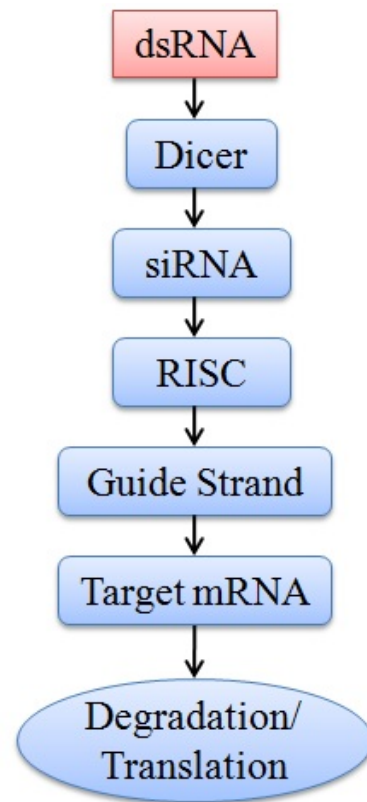 dsRNA
Dicer
siRNA
RISC
Guide Strand
Target mRNA
Degradation/
Translation